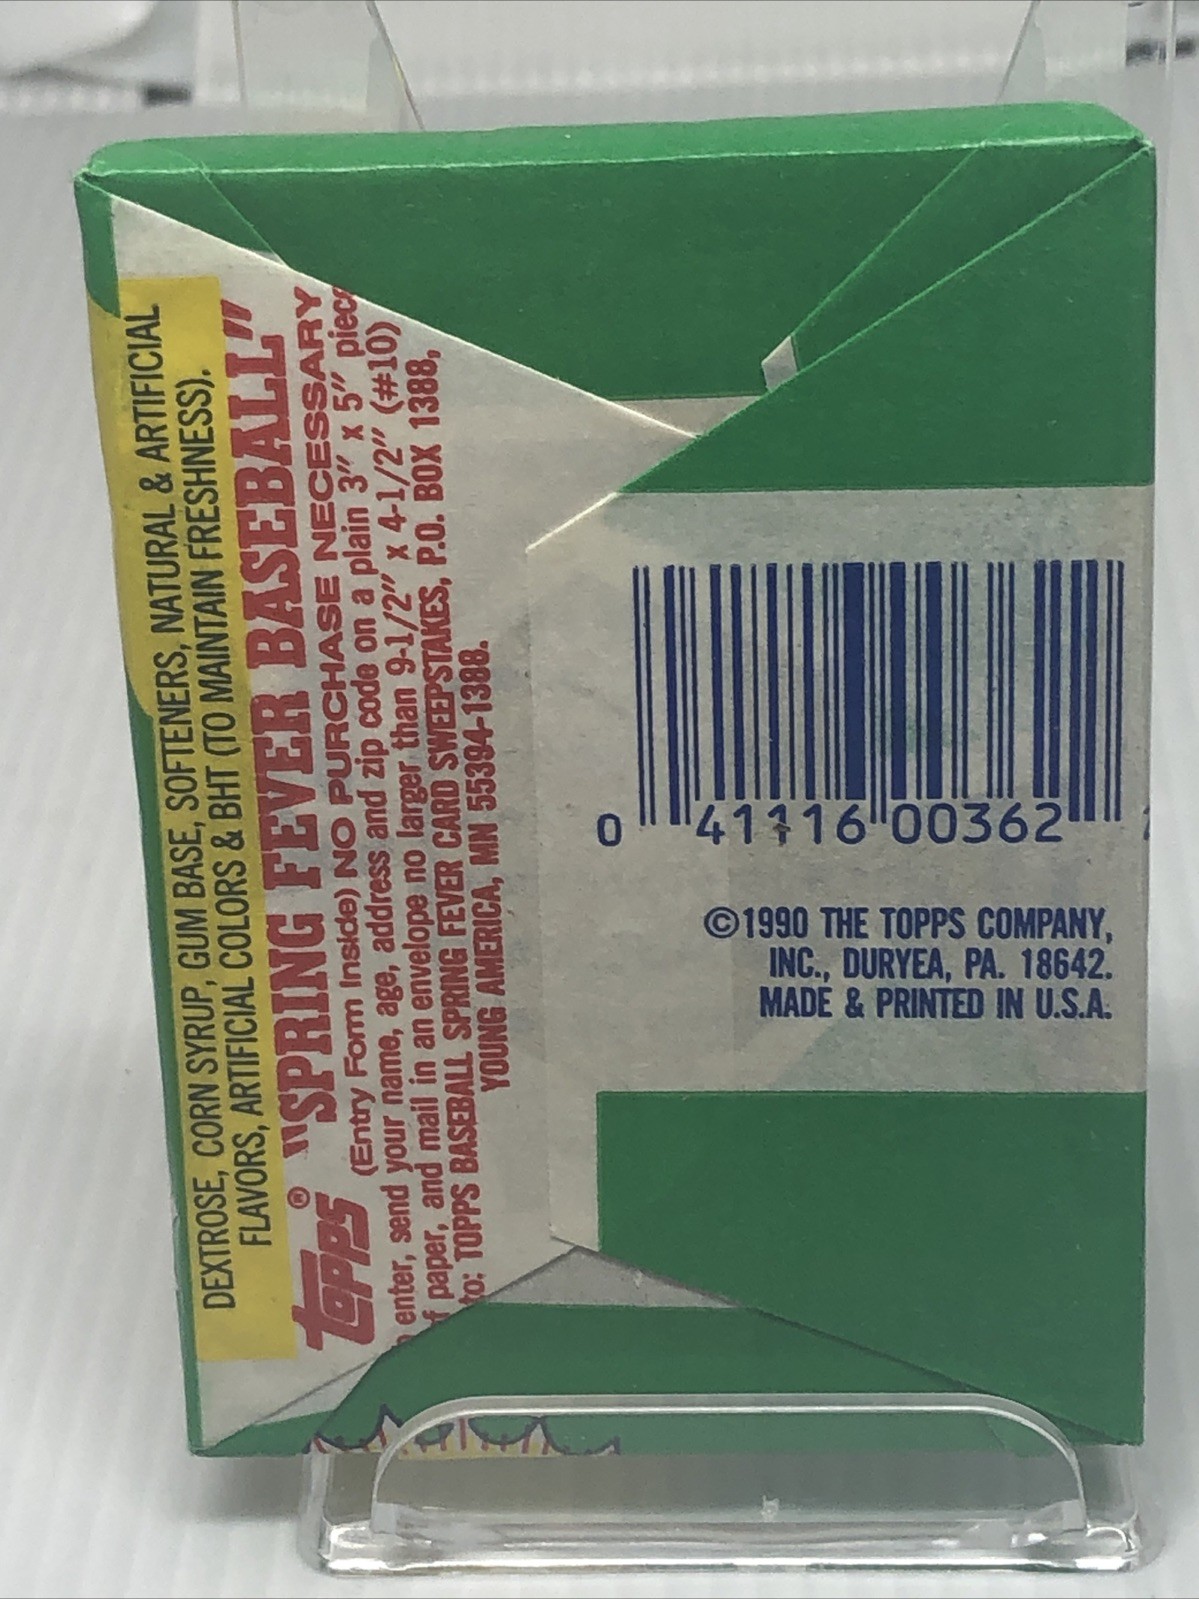 DEXTROSE, CORN SYRUP, GUM BASE, SOFTENERS, NATURAL & ARTIFICIAL
FLAVORS, ARTIFICIAL COLORS & BHT (TO MAINTAIN FRESHNESS).
TOPPS® "SPRING FEVER BASEBALL"
(Entry Form Inside) NO PURCHASE NECESSARY
enter, send your name, age, address and zip code on a plain 3" x 5" piece
of paper, and mail in an envelope no larger than 9-1/2" x 4-1/2" (#10)
to: TOPPS BASEBALL SPRING FEVER CARD SWEEPSTAKES, P.O. BOX 1388,
YOUNG AMERICA, MN 55394-1388.
0 41116 00362
©1990 THE TOPPS COMPANY,
INC., DURYEA, PA. 18642.
MADE & PRINTED IN U.S.A.